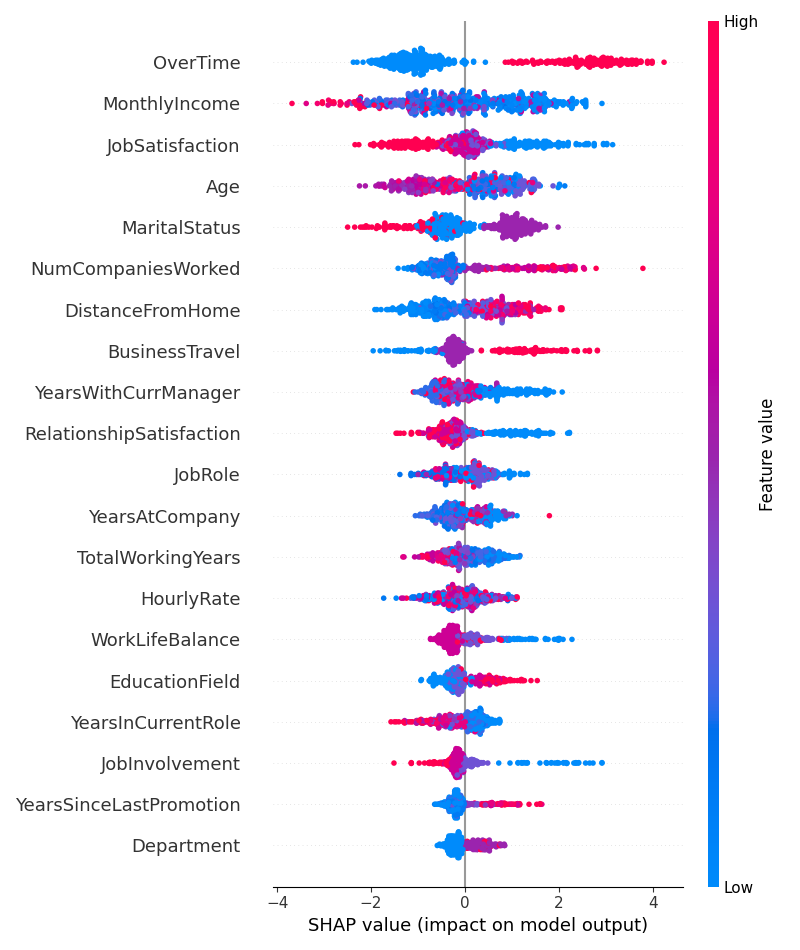 High
OverTime
MonthlyIncome
JobSatisfaction
Age
MaritalStatus
NumCompaniesWorked
DistanceFromHome
BusinessTravel
YearsWithCurrManager
RelationshipSatisfaction
JobRole
YearsAtCompany
TotalWorkingYears
HourlyRate
WorkLifeBalance
EducationField
YearsInCurrentRole
JobInvolvement
YearsSinceLastPromotion
Department
Feature value
Low
−4 −2 0 2 4
SHAP value (impact on model output)